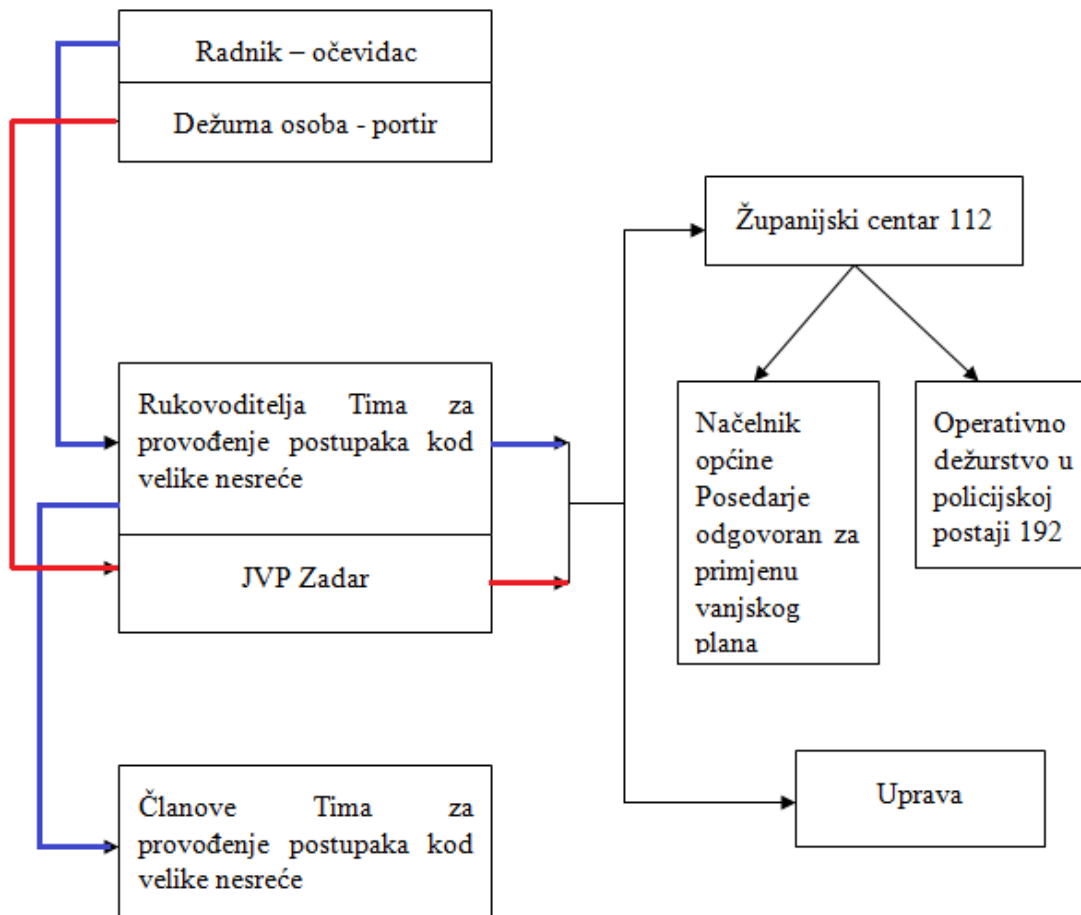 Radnik – očevidac
Dežurna osoba - portir
Županijski centar 112
Rukovoditelja Tima za
provođenje postupaka kod
velike nesreće
JVP Zadar
Načelnik
općine
Posedarje
odgovoran za
primjenu
vanjskog
plana
Operativno
dežurstvo u
policijskoj
postaji 192
Članove Tima za
provođenje postupaka kod
velike nesreće
Uprava